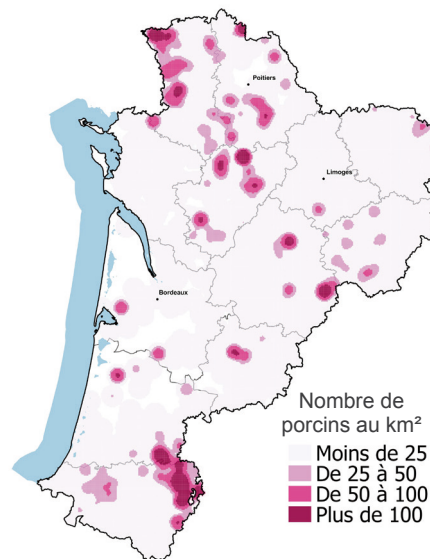 Poitiers
Limoges
Bordeaux
Nombre de
porcins au km²
Moins de 25
De 25 à 50
De 50 à 100
Plus de 100